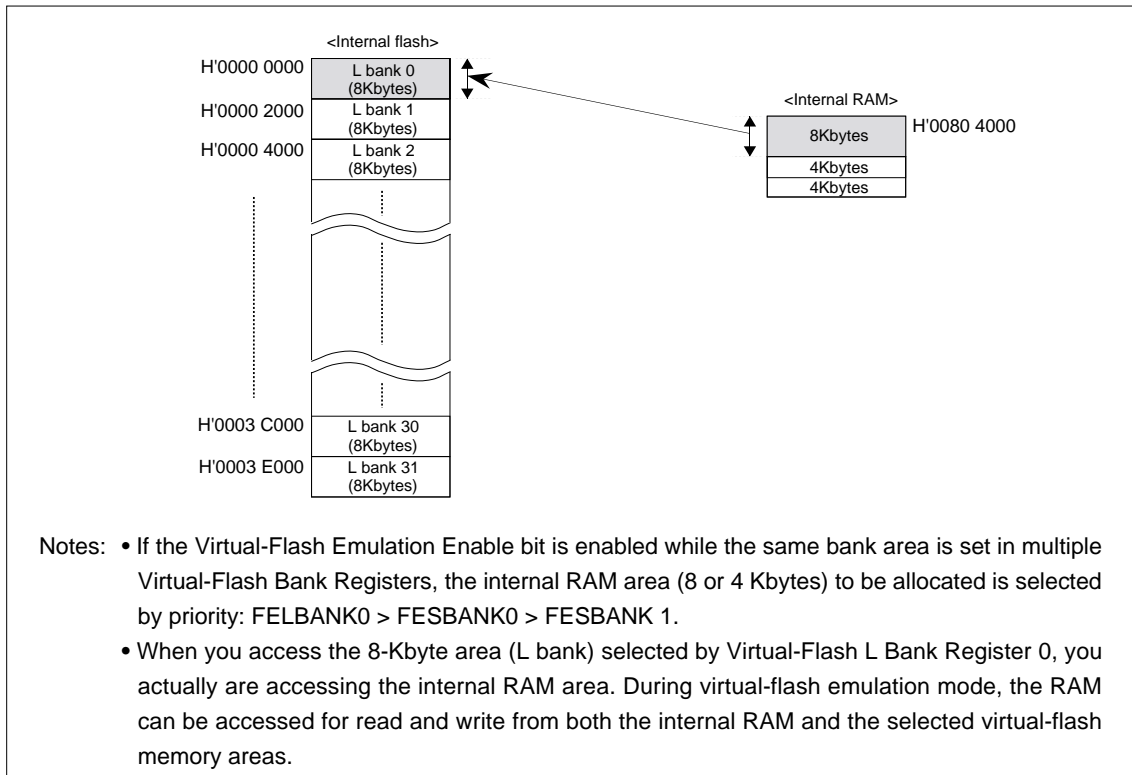 <Internal flash>
H'0000 0000
L bank 0
(8Kbytes)
H'0000 2000
L bank 1
(8Kbytes)
H'0000 4000
L bank 2
(8Kbytes)
<Internal RAM>
8Kbytes
H'0080 4000
4Kbytes
4Kbytes
H'0003 C000
L bank 30
(8Kbytes)
H'0003 E000
L bank 31
(8Kbytes)
Notes: • If the Virtual-Flash Emulation Enable bit is enabled while the same bank area is set in multiple
Virtual-Flash Bank Registers, the internal RAM area (8 or 4 Kbytes) to be allocated is selected
by priority: FELBANK0 > FESBANK0 > FESBANK 1.
• When you access the 8-Kbyte area (L bank) selected by Virtual-Flash L Bank Register 0, you
actually are accessing the internal RAM area. During virtual-flash emulation mode, the RAM
can be accessed for read and write from both the internal RAM and the selected virtual-flash
memory areas.